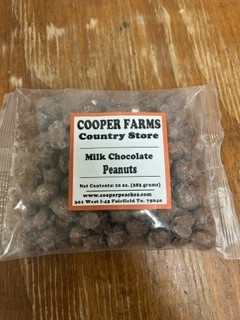 COOPER FARMS
Country Store
Milk Chocolate
Peanuts
Net Contents: 10 oz. (283 grams)
www.cooperpeaches.com
301 West I-45 Fairfield Tx. 75840